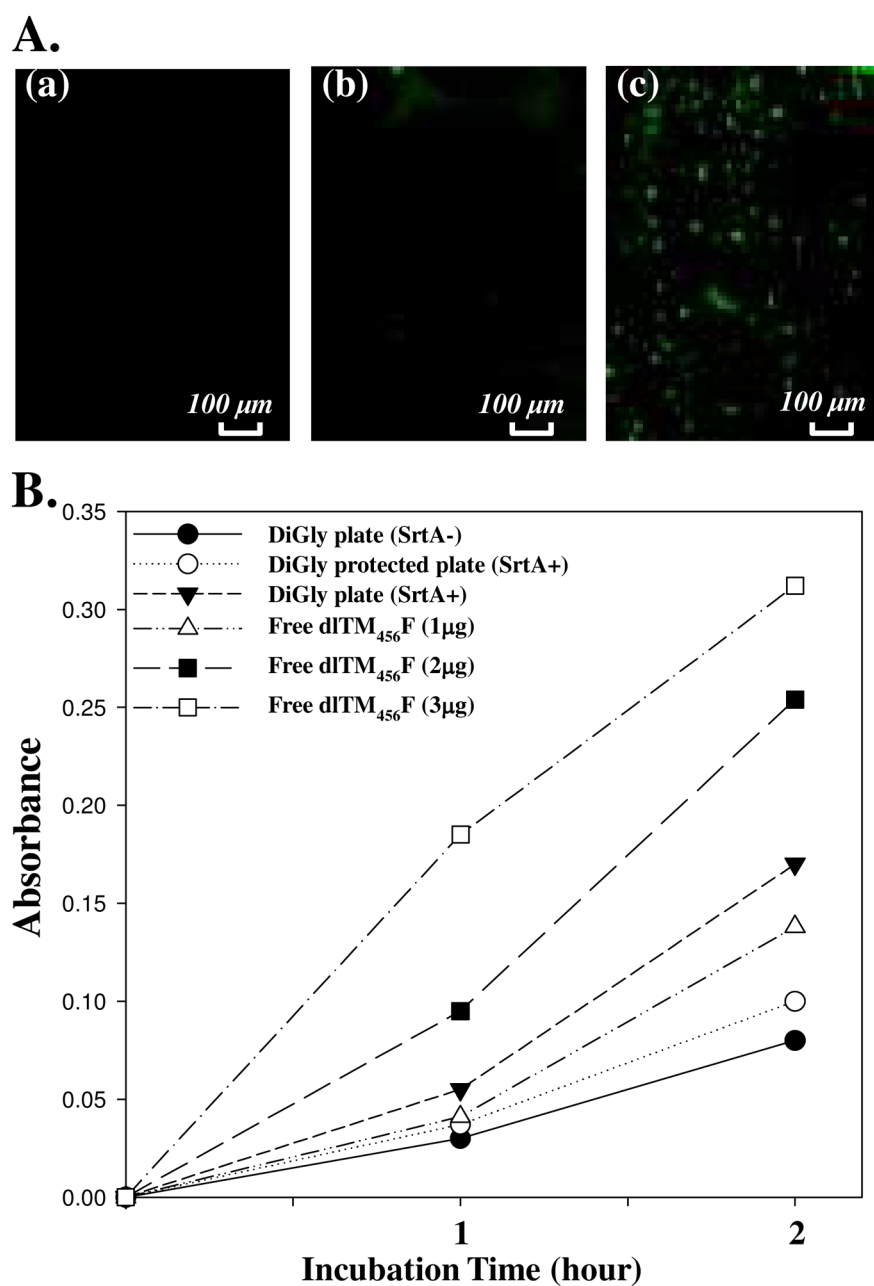 A.
(a)
(b)
(c)
100 μm
100 μm
100 μm
B.
0.35
0.30
0.25
0.20
0.15
0.10
0.05
0.00
Absorbance
DiGly plate (SrtA-)
DiGly protected plate (SrtA+)
DiGly plate (SrtA+)
Free dlTM456F (1μg)
Free dlTM456F (2μg)
Free dlTM456F (3μg)
1
2
Incubation Time (hour)